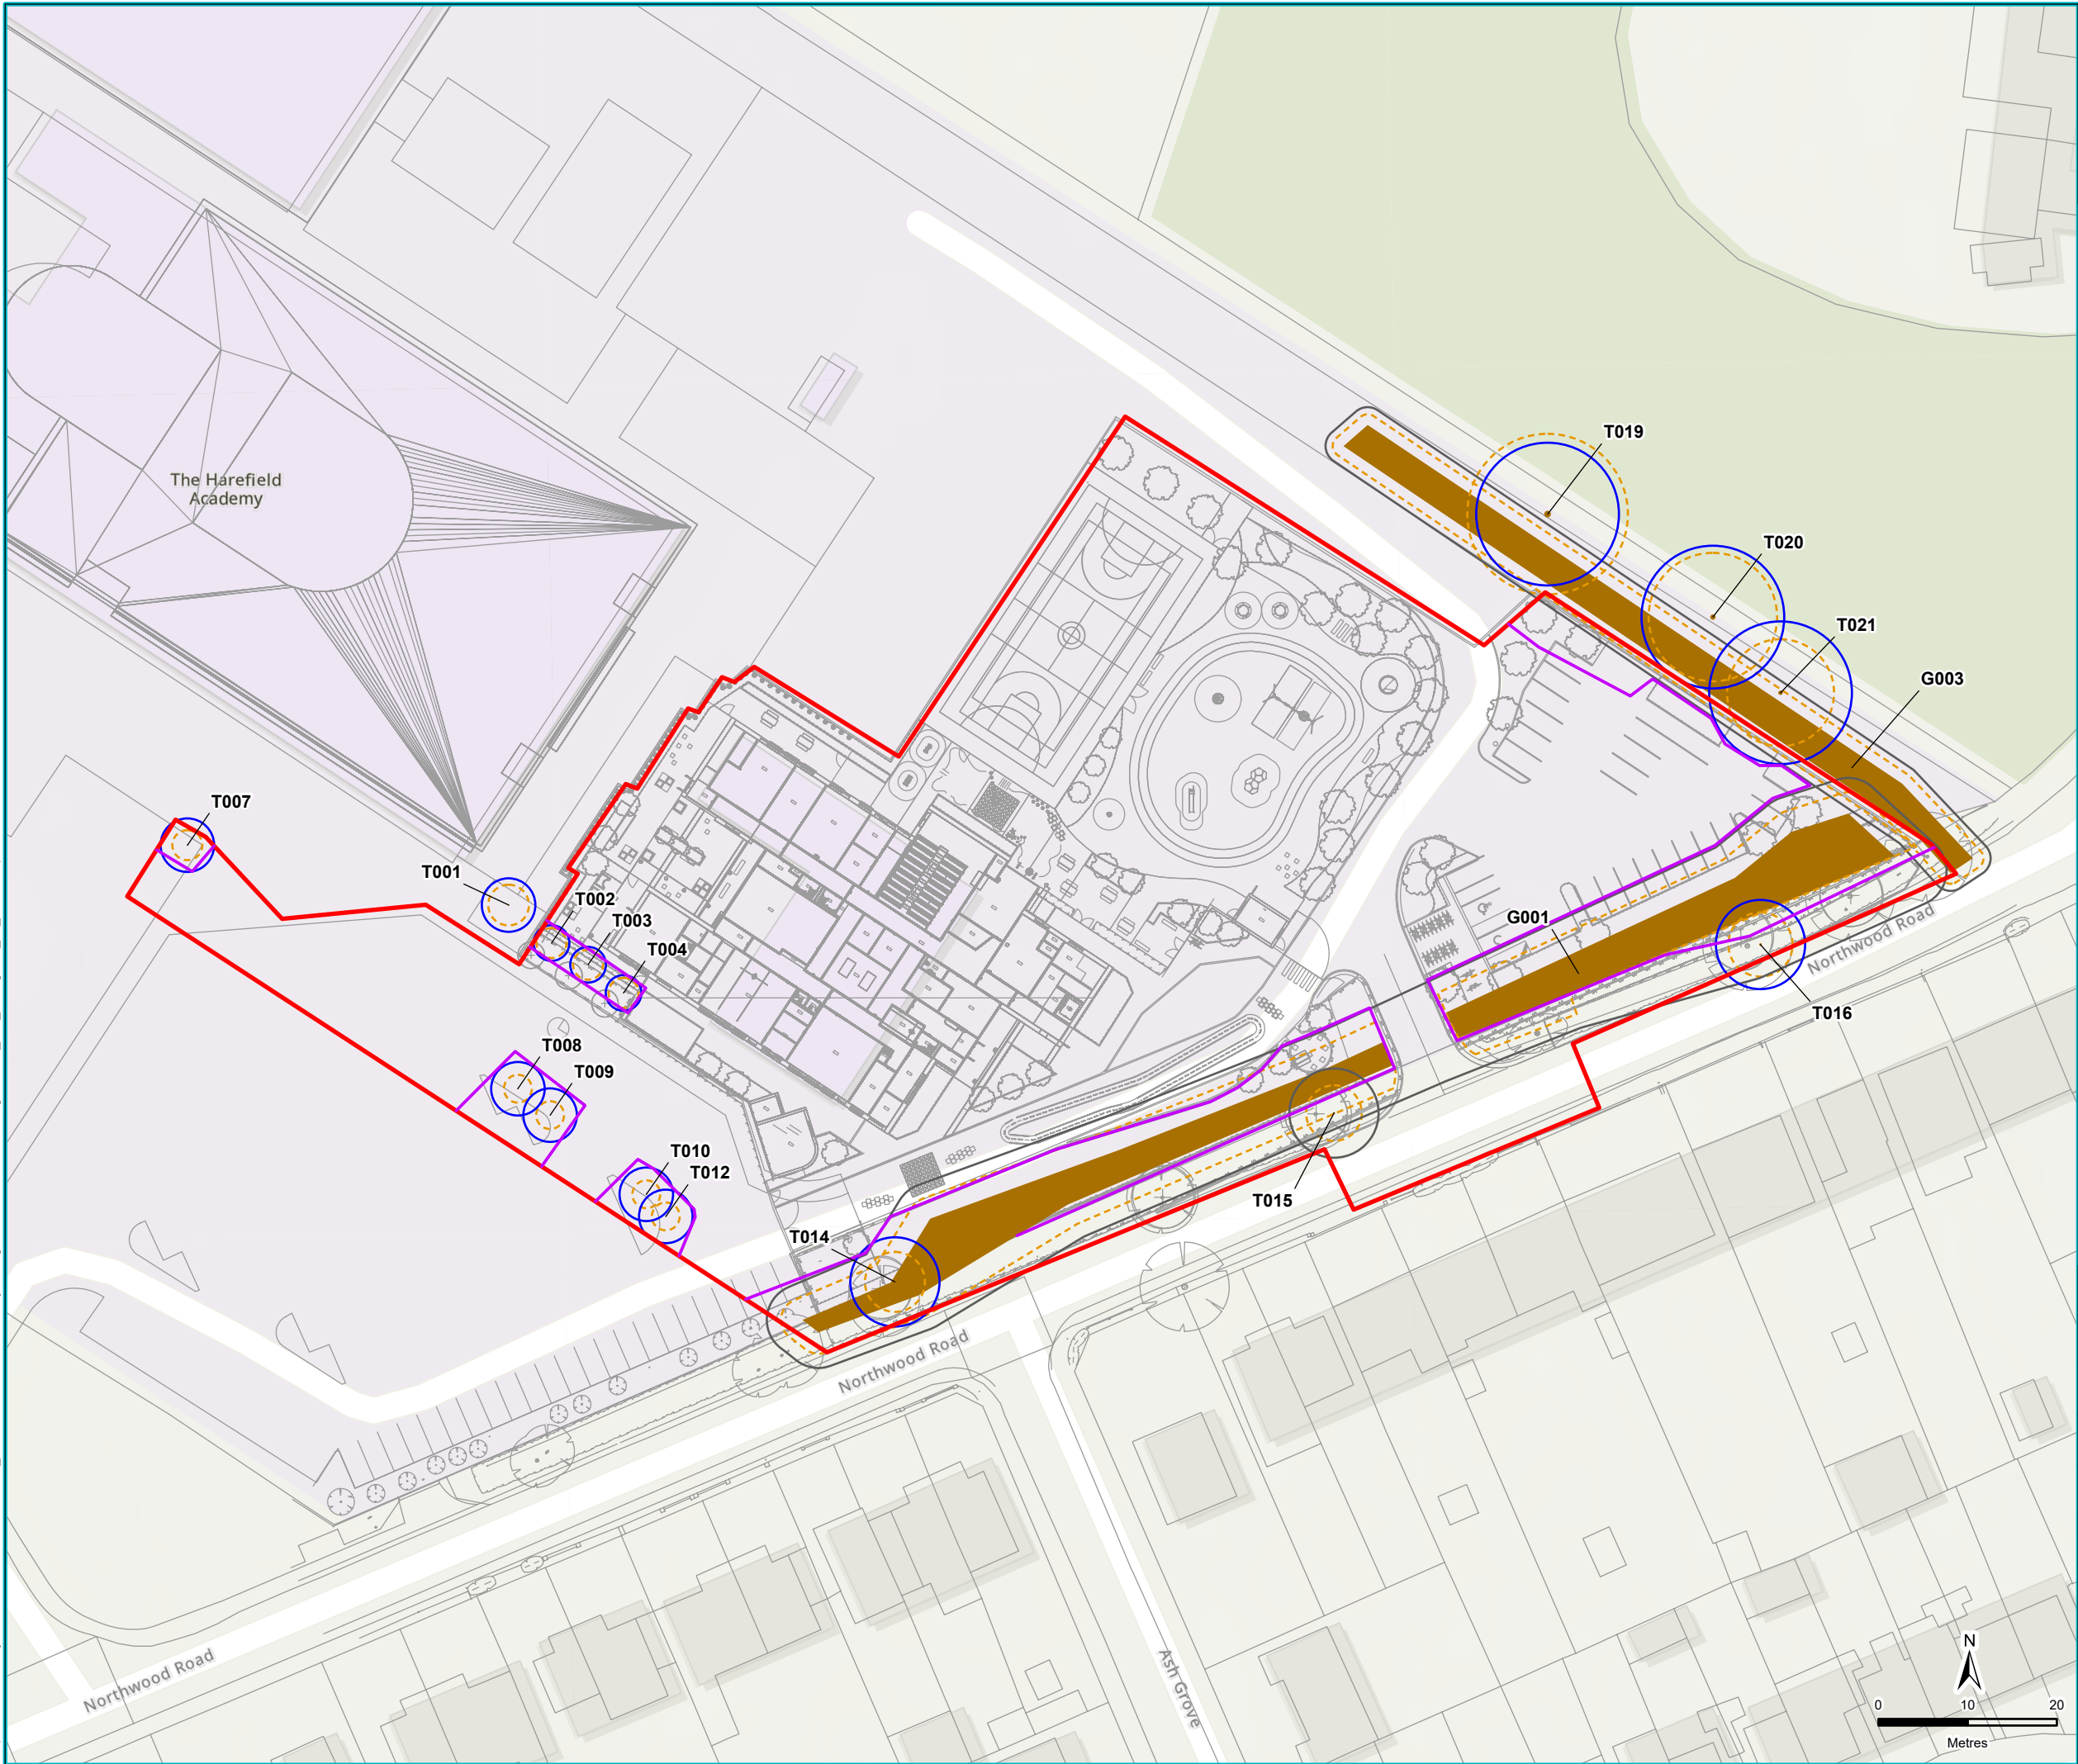 T019
The Harefield
Academy
T020
T021
G003
T007
T001
T002
T003
T004
G001
Northwood Road
T016
T008
T009
T010
T012
T015
T014
Northwood Road
Ash Grove
Northwood Road
N
0 10 20
Metres